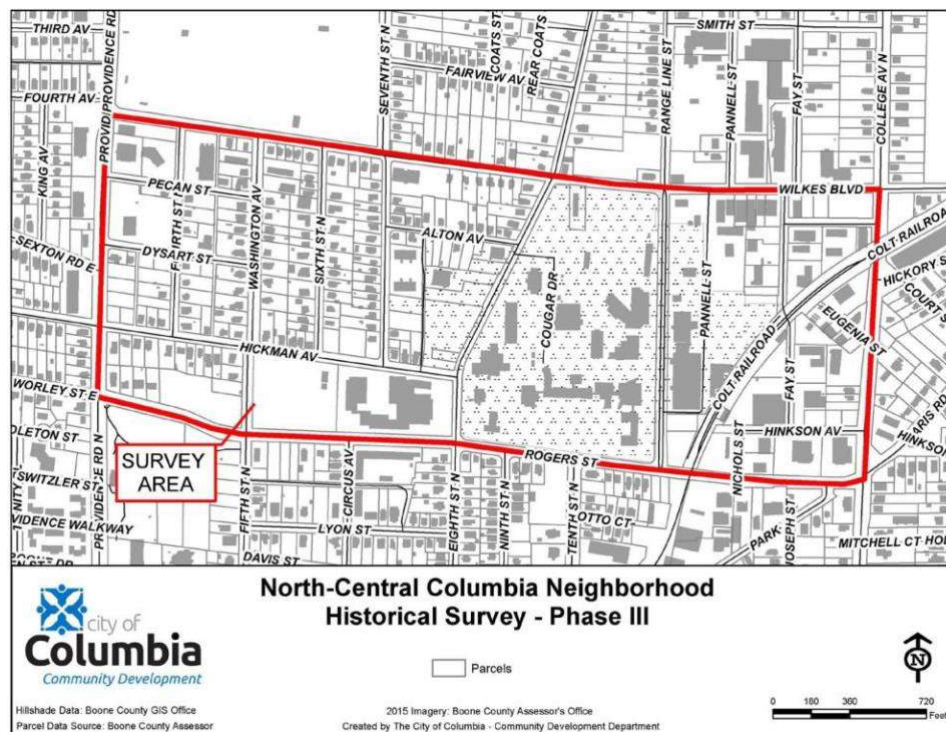 THIRD AV
FOURTH AV
KING AV
SEXTON RD E
PROVIDENCE RD
SEVENTH ST N
COATS ST
REAR COATS
FAIRVIEW AV
RANGE LINE ST
SMITH ST
PANNELL ST
FAY ST
COLLEGE AV N
WILKES BLVD
PECAN ST
WASHINGTON AV
SIXTH ST N
DYSART ST
ALTON AV
COUGAR DR
PANNELL ST
COLT RAILROAD
HICKORY S
COURT S
EUGENIA ST
HICKMAN AV
COLT RAILROAD
FAY ST
WORLEY ST E
HINKSON AV
HINKSON
ARIS RD
SURVEY
AREA
ROGERS ST
NICHOLS ST
DLETON ST
SWITZLER ST
PROVIDENCE RD N
VIDENCE WALKWAY
FIFTH ST N
CIRCUS AV
LYON ST
EIGHTH ST N
NINTH ST N
TENTH ST N
OTTO CT
PARK
JOSEPH ST
MITCHELL CT
DAVIS ST
North-Central Columbia Neighborhood
Historical Survey - Phase III
city of
Columbia
Community Development
Parcels
N
0 180 360 720
Feet
Hillshade Data: Boone County GIS Office
Parcel Data Source: Boone County Assessor
2015 Imagery: Boone County Assessor's Office
Created by The City of Columbia - Community Development Department